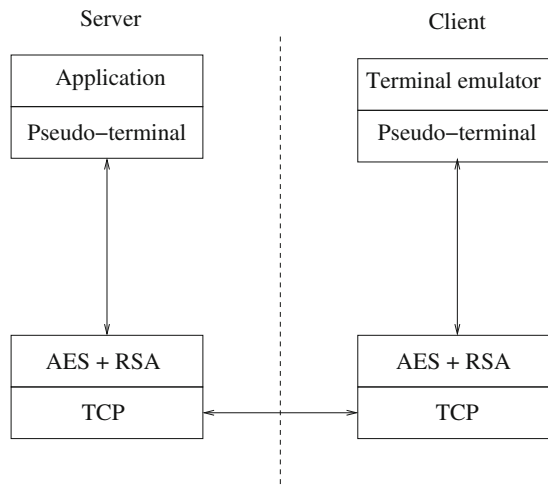 Server
Client
Application
Terminal emulator
Pseudo−terminal
Pseudo−terminal
AES + RSA
AES + RSA
TCP
TCP